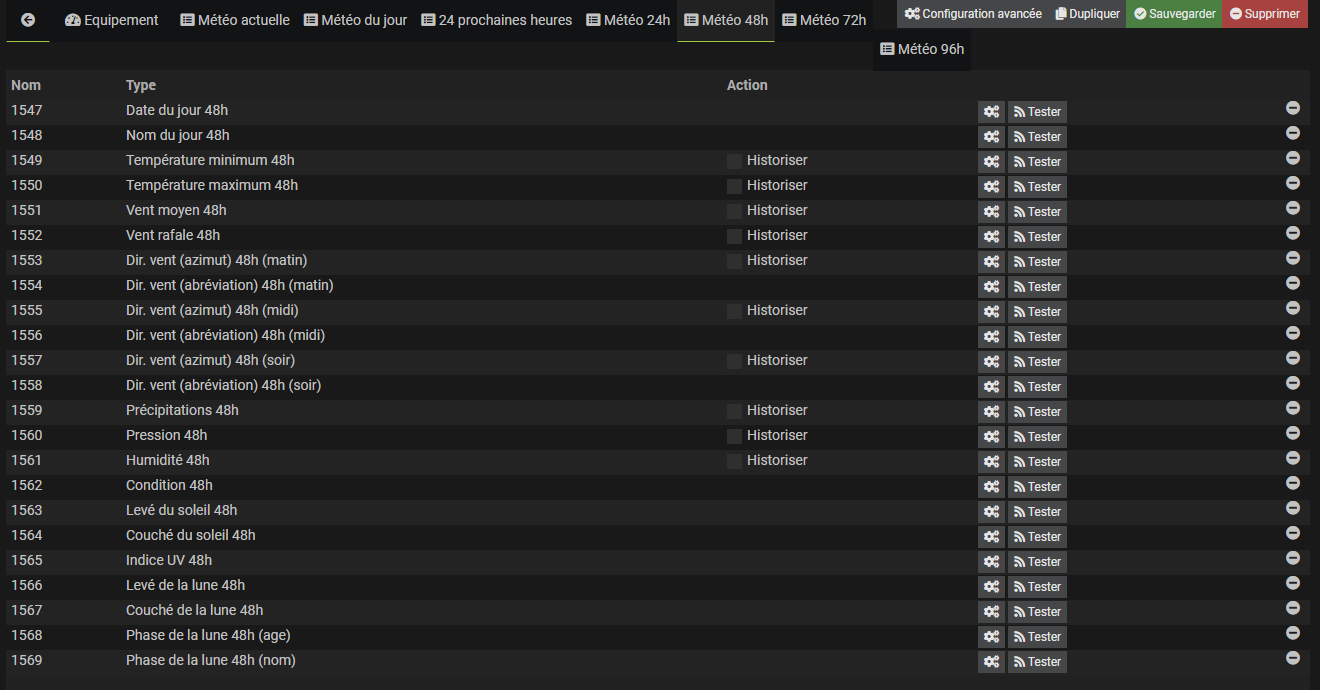 Equipement Météo actuelle Météo du jour 24 prochaines heures Météo 24h Météo 48h Météo 72h Configuration avancée Dupliquer Sauvegarder Supprimer
Météo 96h
Nom Type Action
1547 Date du jour 48h Tester
1548 Nom du jour 48h Tester
1549 Température minimum 48h Historiser Tester
1550 Température maximum 48h Historiser Tester
1551 Vent moyen 48h Historiser Tester
1552 Vent rafale 48h Historiser Tester
1553 Dir. vent (azimut) 48h (matin) Historiser Tester
1554 Dir. vent (abréviation) 48h (matin) Tester
1555 Dir. vent (azimut) 48h (midi) Historiser Tester
1556 Dir. vent (abréviation) 48h (midi) Tester
1557 Dir. vent (azimut) 48h (soir) Historiser Tester
1558 Dir. vent (abréviation) 48h (soir) Tester
1559 Précipitations 48h Historiser Tester
1560 Pression 48h Historiser Tester
1561 Humidité 48h Historiser Tester
1562 Condition 48h Tester
1563 Levé du soleil 48h Tester
1564 Couché du soleil 48h Tester
1565 Indice UV 48h Tester
1566 Levé de la lune 48h Tester
1567 Couché de la lune 48h Tester
1568 Phase de la lune 48h (age) Tester
1569 Phase de la lune 48h (nom) Tester